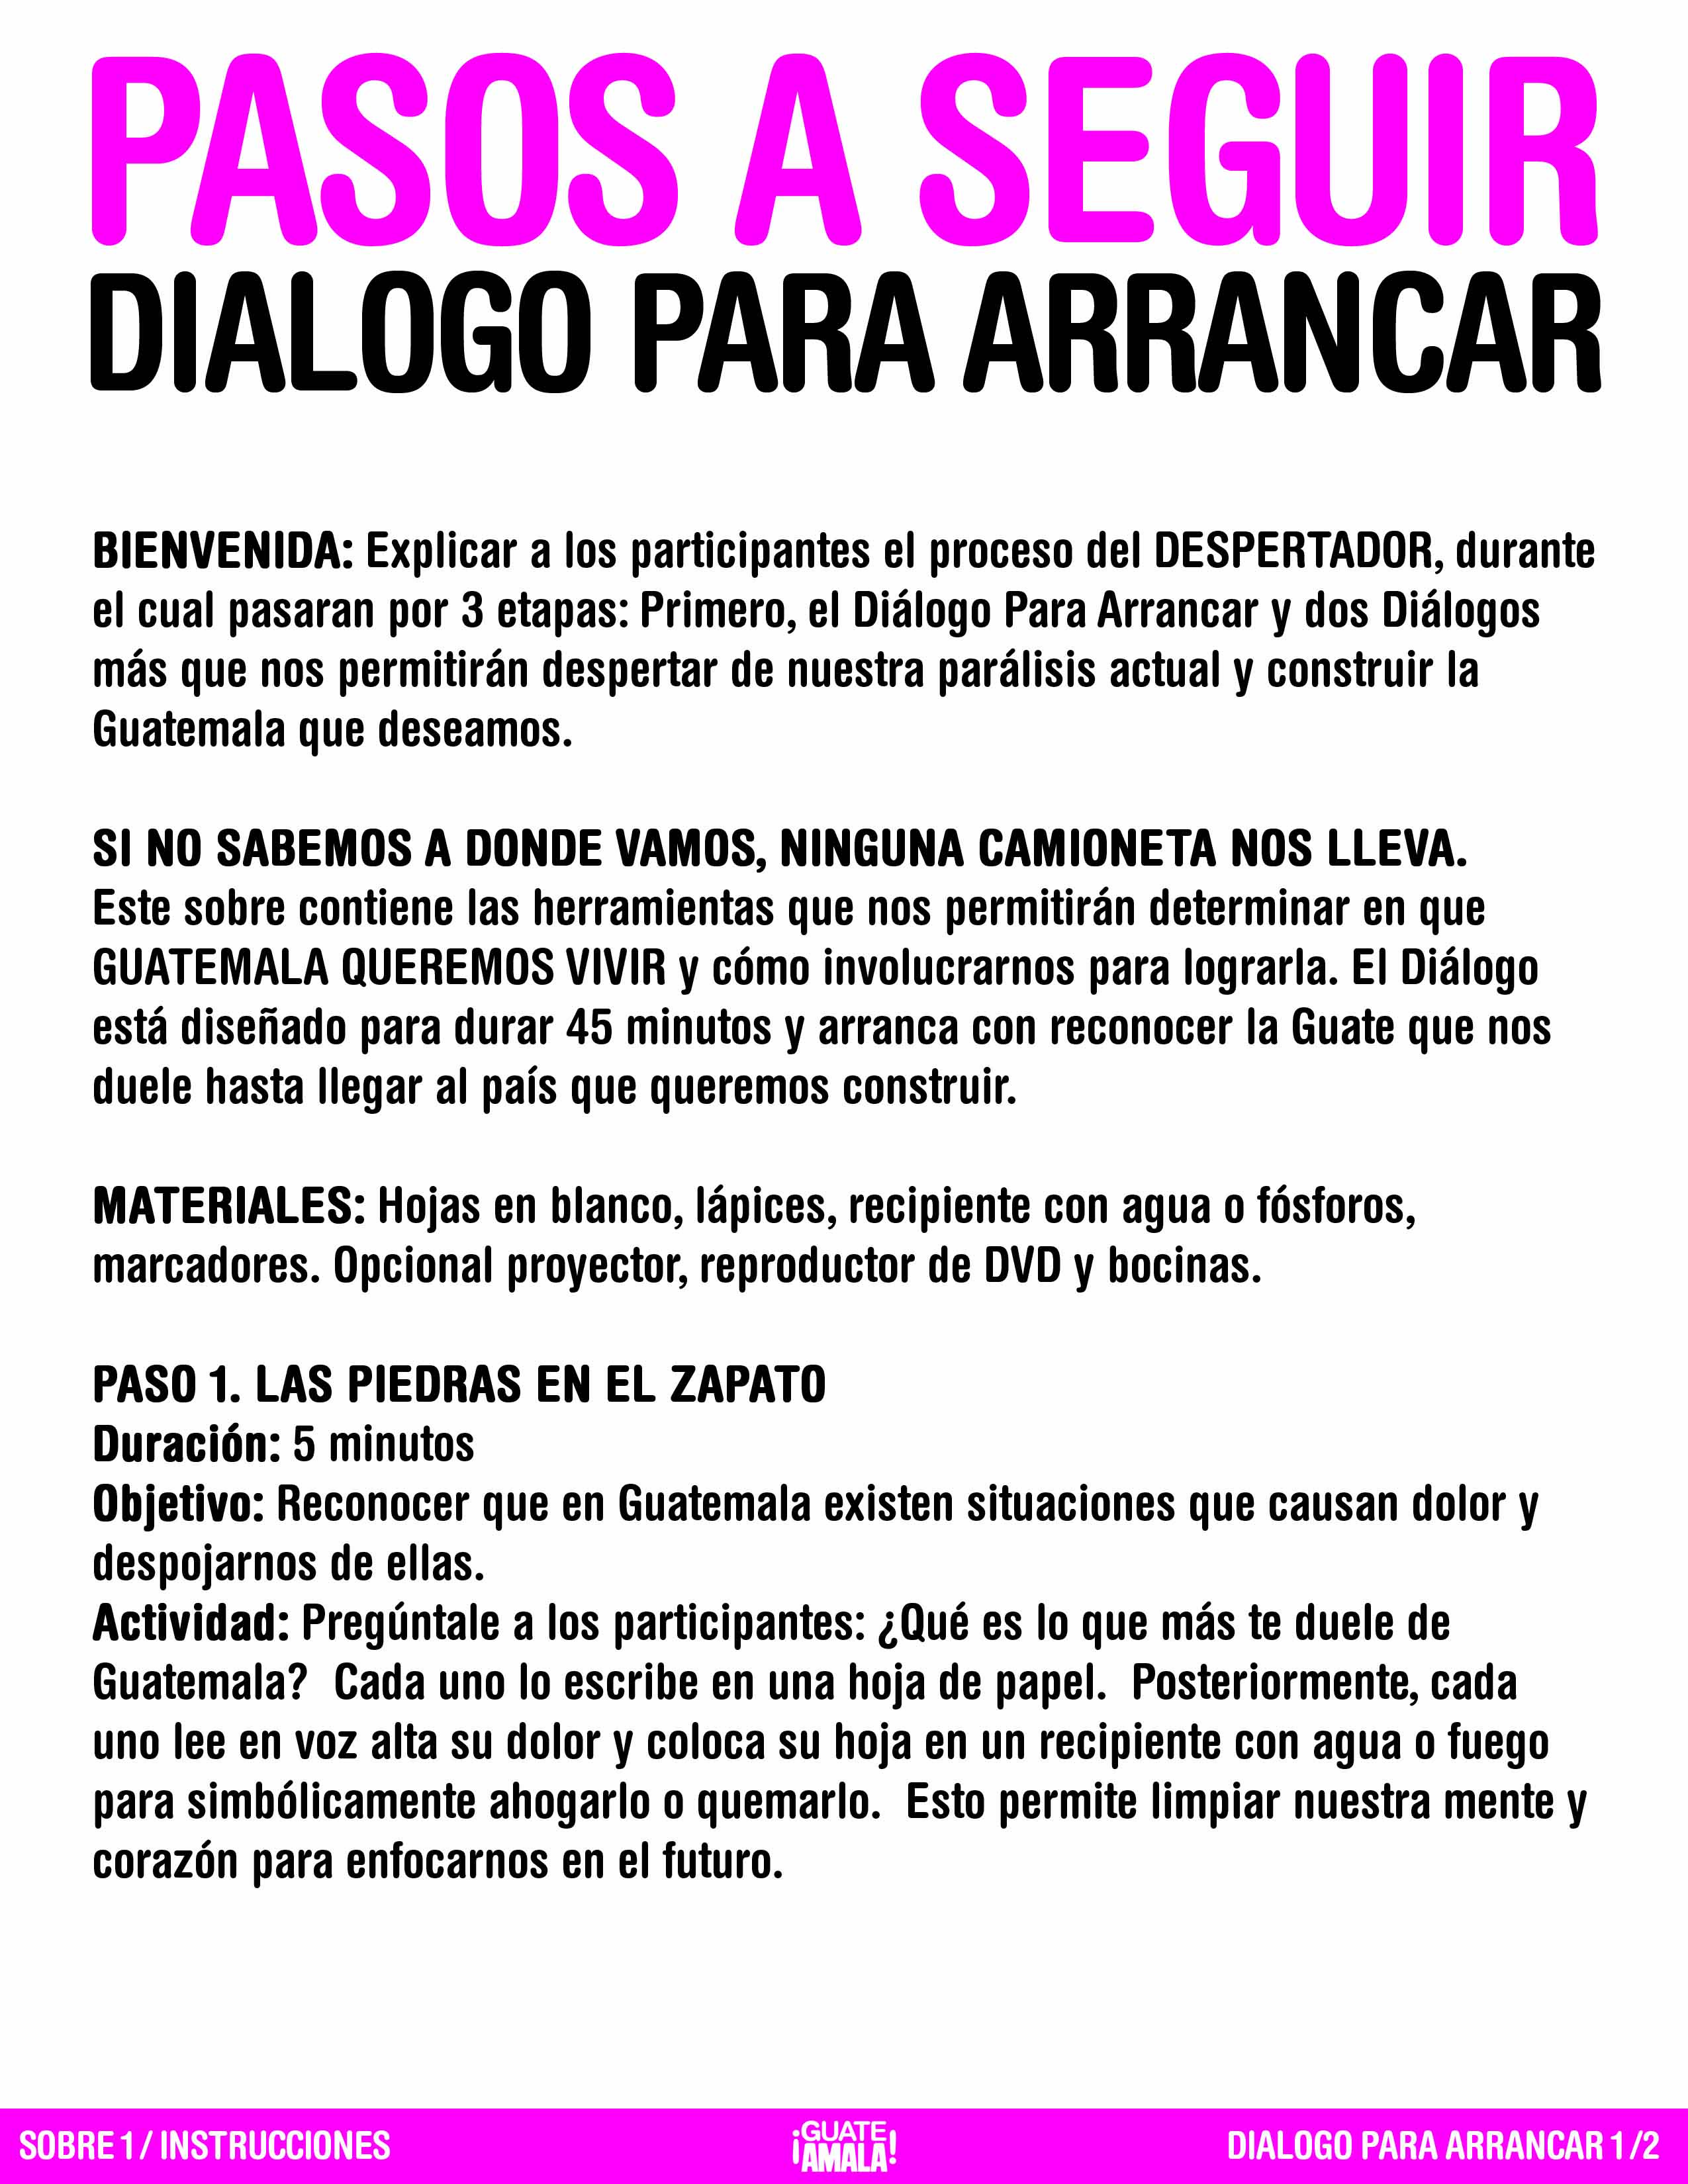 PASOS A SEGUIR
DIALOGO PARA ARRANCAR
BIENVENIDA: Explicar a los participantes el proceso del DESPERTADOR, durante
el cual pasaran por 3 etapas: Primero, el Diálogo Para Arrancar y dos Diálogos
más que nos permitirán despertar de nuestra parálisis actual y construir la
Guatemala que deseamos.
SI NO SABEMOS A DONDE VAMOS, NINGUNA CAMIONETA NOS LLEVA.
Este sobre contiene las herramientas que nos permitirán determinar en que
GUATEMALA QUEREMOS VIVIR y cómo involucrarnos para lograrla. El Diálogo
está diseñado para durar 45 minutos y arranca con reconocer la Guate que nos
duele hasta llegar al país que queremos construir.
MATERIALES: Hojas en blanco, lápices, recipiente con agua o fósforos,
marcadores. Opcional proyector, reproductor de DVD y bocinas.
PASO 1. LAS PIEDRAS EN EL ZAPATO
Duración: 5 minutos
Objetivo: Reconocer que en Guatemala existen situaciones que causan dolor y
despojarnos de ellas.
Actividad: Pregúntale a los participantes: ¿Qué es lo que más te duele de
Guatemala? Cada uno lo escribe en una hoja de papel. Posteriormente, cada
uno lee en voz alta su dolor y coloca su hoja en un recipiente con agua o fuego
para simbólicamente ahogarlo o quemarlo. Esto permite limpiar nuestra mente y
corazón para enfocarnos en el futuro.
SOBRE 1 / INSTRUCCIONES
¡GUATE
AMALA!
DIALOGO PARA ARRANCAR 1 /2